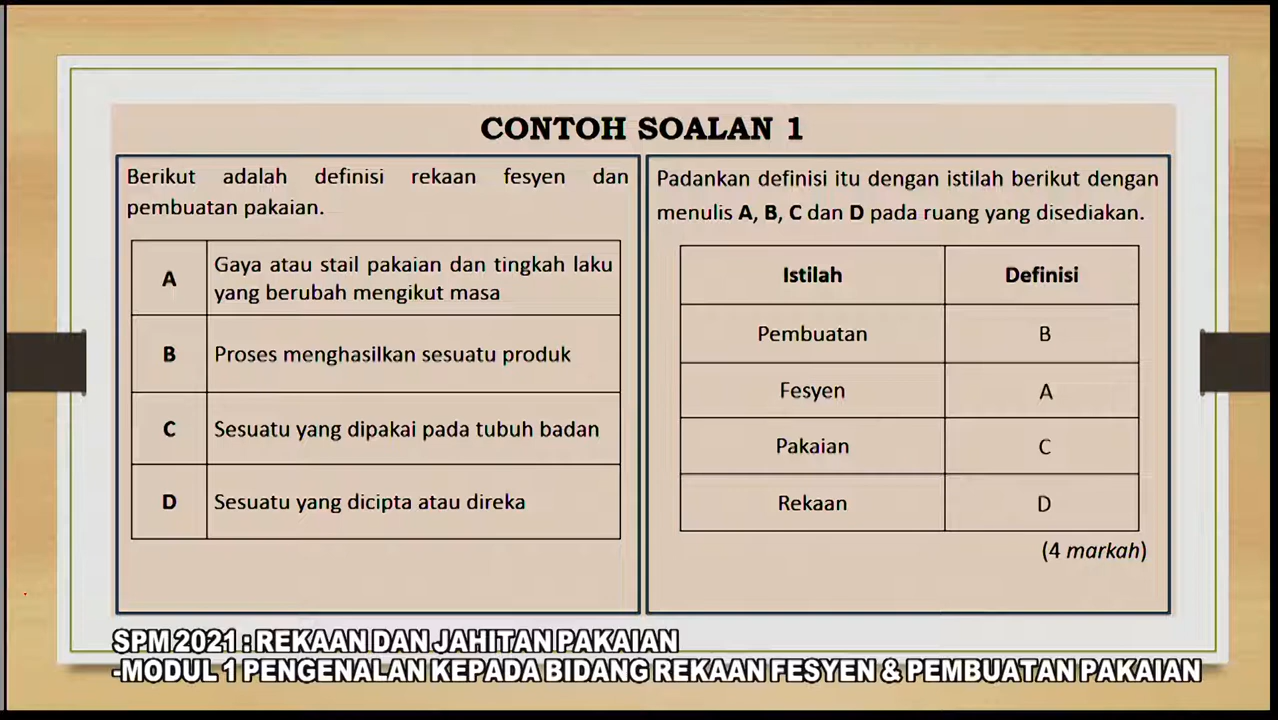 CONTOH SOALAN 1
Berikut adalah definisi rekaan fesyen dan
pembuatan pakaian.
A
Gaya atau stail pakaian dan tingkah laku
yang berubah mengikut masa
B
Proses menghasilkan sesuatu produk
C
Sesuatu yang dipakai pada tubuh badan
D
Sesuatu yang dicipta atau direka
Padankan definisi itu dengan istilah berikut dengan
menulis A, B, C dan D pada ruang yang disediakan.
Istilah Definisi
Pembuatan B
Fesyen A
Pakaian C
Rekaan D
(4 markah)
SPM 2021 : REKAAN DAN JAHITAN PAKAIAN
-MODUL 1 PENGENALAN KEPADA BIDANG REKAAN FESYEN & PEMBUATAN PAKAIAN